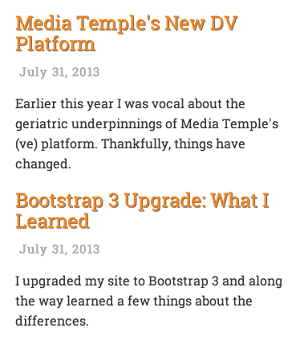 Media Temple's New DV
Platform
July 31, 2013
Earlier this year I was vocal about the
geriatric underpinnings of Media Temple's
(ve) platform. Thankfully, things have
changed.
Bootstrap 3 Upgrade: What I
Learned
July 31, 2013
I upgraded my site to Bootstrap 3 and along
the way learned a few things about the
differences.